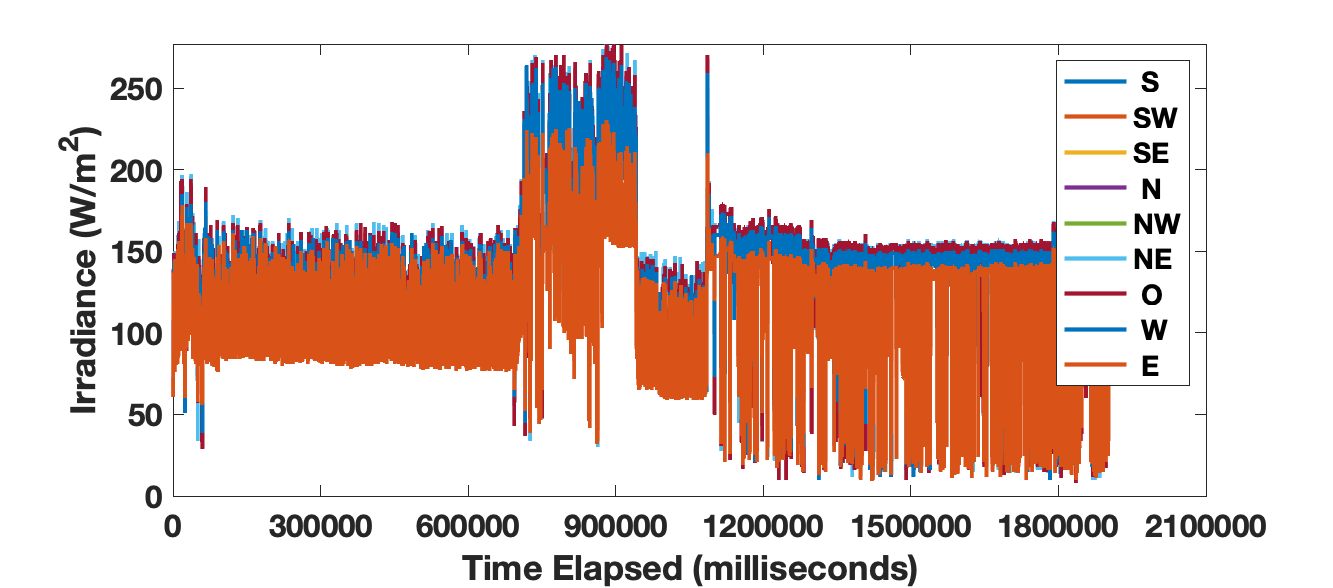 250
200
150
100
50
0
Irradiance (W/m²)
0 300000 600000 900000 1200000 1500000 1800000 2100000
Time Elapsed (milliseconds)
S
SW
SE
N
NW
NE
O
W
E